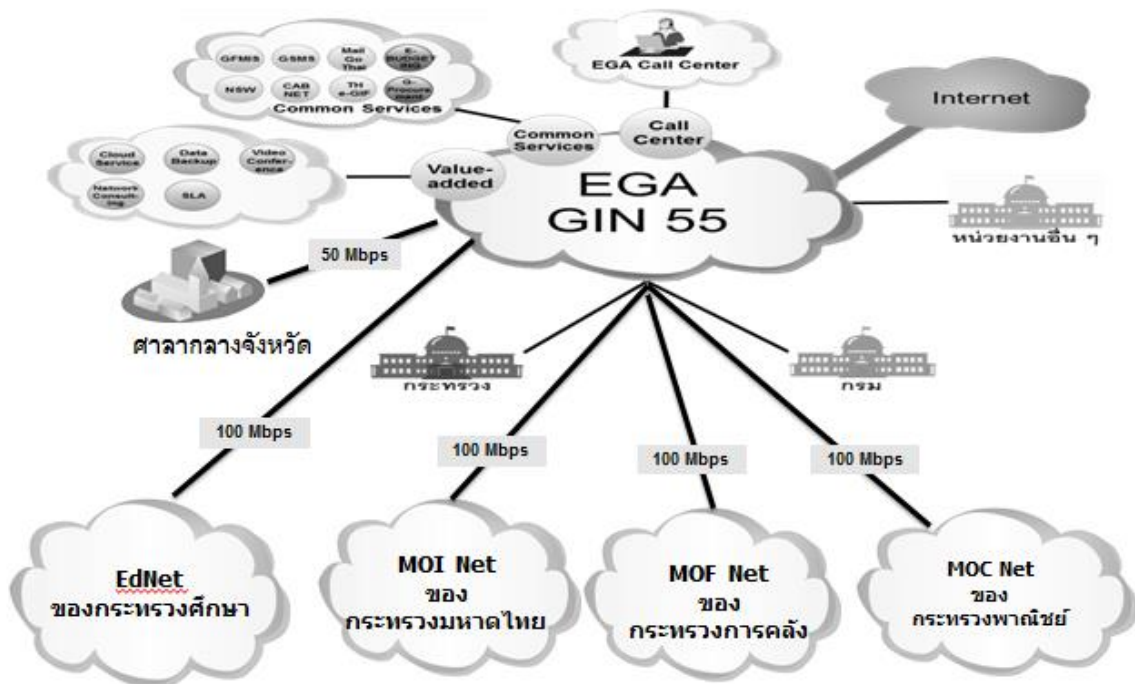 GFMIS
GSMS
Mail
Go
Thai
E-
BUDGET
ING
NSW
CAB
NET
TH
e-GIF
G-
Procure
ment
Common Services
EGA Call Center
Internet
Cloud
Service
Data
Backup
Video
Confer-
ence
Network
Consult-
ing
SLA
Value-
added
Common
Services
Call
Center
EGA
GIN 55
หน่วยงานอื่น ๆ
50 Mbps
ศาลากลางจังหวัด
กระทรวง
กรม
100 Mbps
100 Mbps
100 Mbps
100 Mbps
EdNet
ของกระทรวงศึกษา
MOI Net
ของ
กระทรวงมหาดไทย
MOF Net
ของ
กระทรวงการคลัง
MOC Net
ของ
กระทรวงพาณิชย์